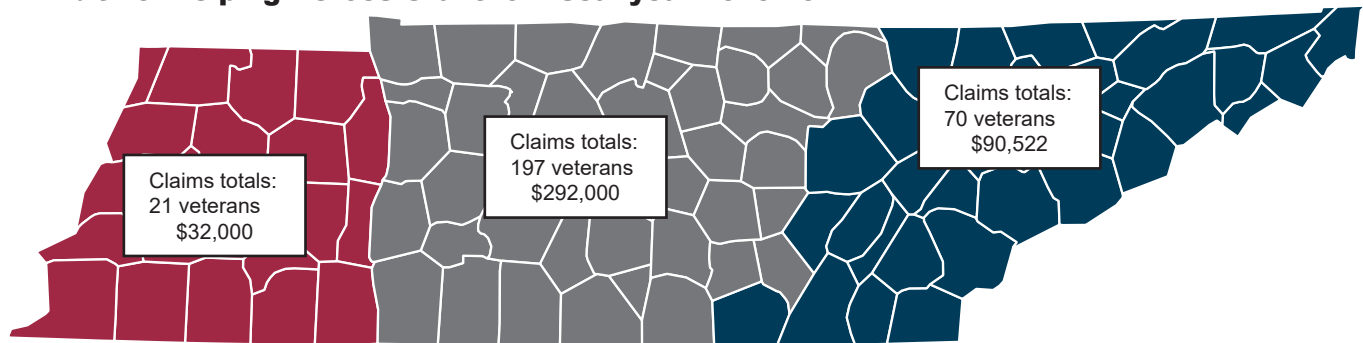 Claims totals:
21 veterans
$32,000
Claims totals:
197 veterans
$292,000
Claims totals:
70 veterans
$90,522